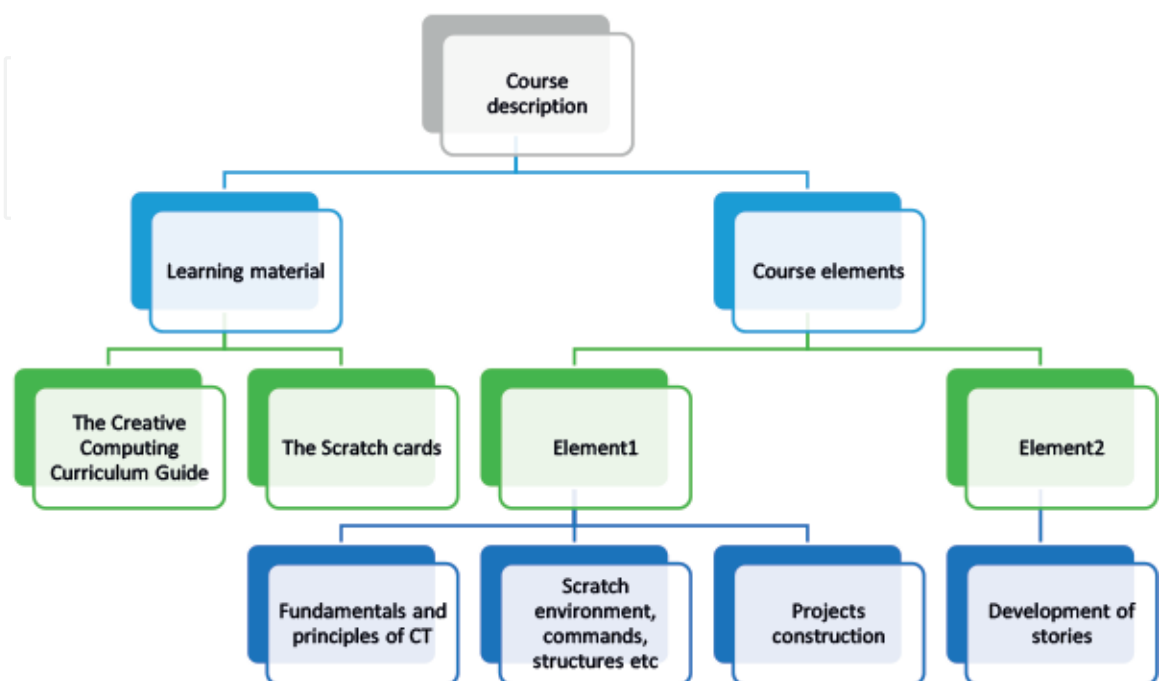 Course
description
Learning material
Course elements
The Creative
Computing
Curriculum Guide
The Scratch cards
Element1
Element2
Fundamentals and
principles of CT
Scratch
environment,
commands,
structures etc
Projects
construction
Development of
stories